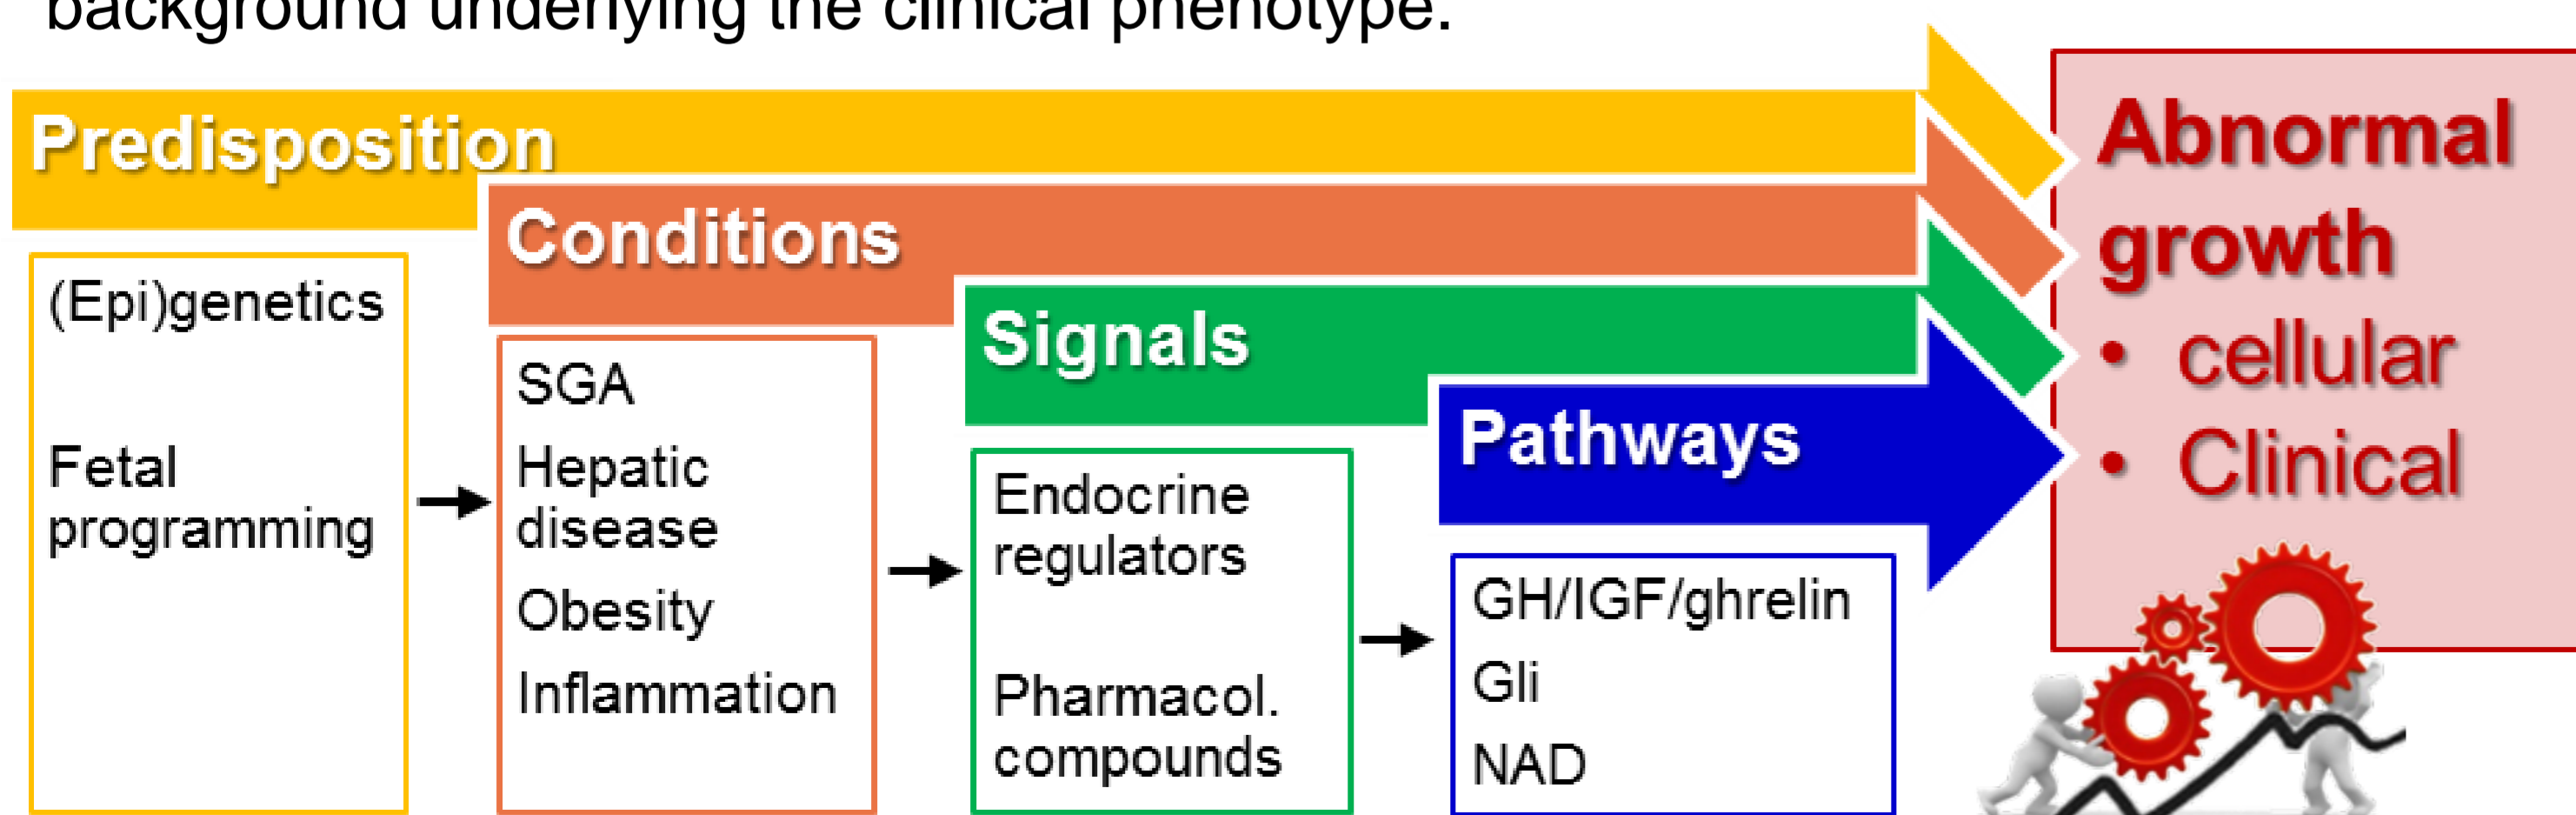 background underlying the clinical phenotype.
Predisposition
(Epi)genetics
Fetal
programming
Conditions
SGA
Hepatic
disease
Obesity
Inflammation
Signals
Endocrine
regulators
Pharmacol.
compounds
Pathways
GH/IGF/ghrelin
Gli
NAD
Abnormal
growth
• cellular
• Clinical